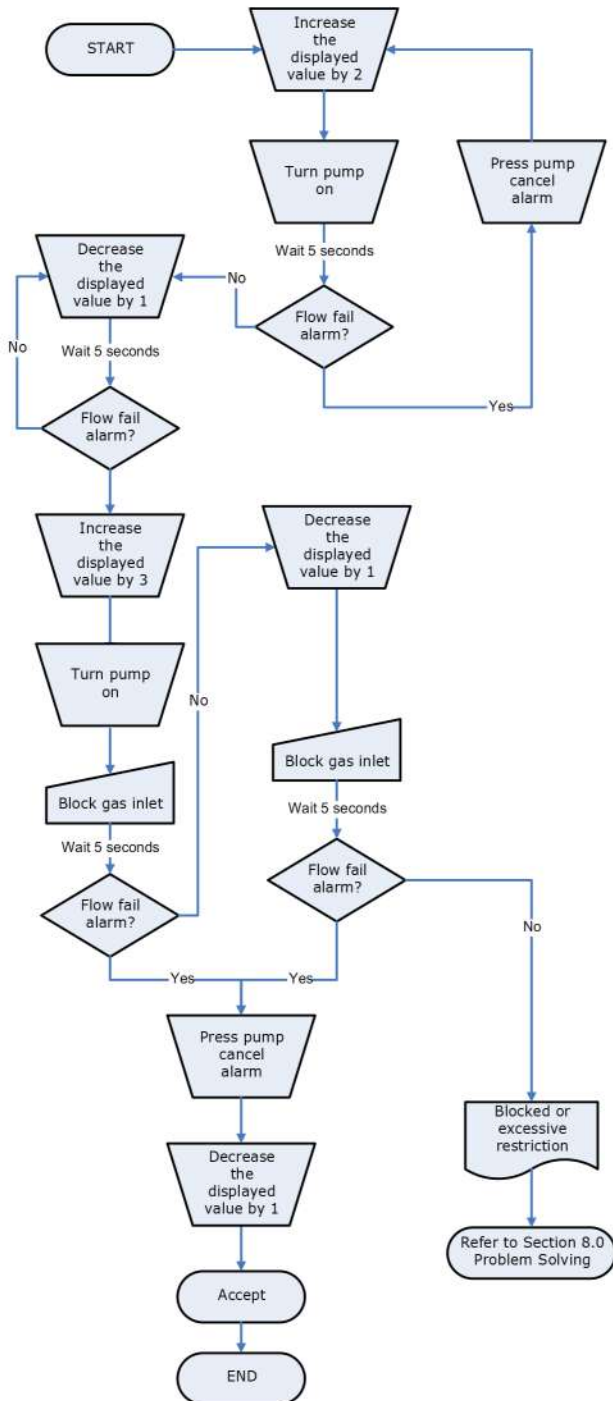 START
Increase
the
displayed
value by 2
Turn pump
on
Press pump
cancel
alarm
Wait 5 seconds
Flow fail
alarm?
No
Yes
Decrease
the
displayed
value by 1
No
Wait 5 seconds
Flow fail
alarm?
Increase
the
displayed
value by 3
Turn pump
on
Block gas inlet
Wait 5 seconds
Flow fail
alarm?
No
Yes
Decrease
the
displayed
value by 1
Block gas inlet
Wait 5 seconds
Flow fail
alarm?
Yes
No
Press pump
cancel
alarm
Decrease
the
displayed
value by 1
Accept
END
Blocked or
excessive
restriction
Refer to Section 8.0
Problem Solving